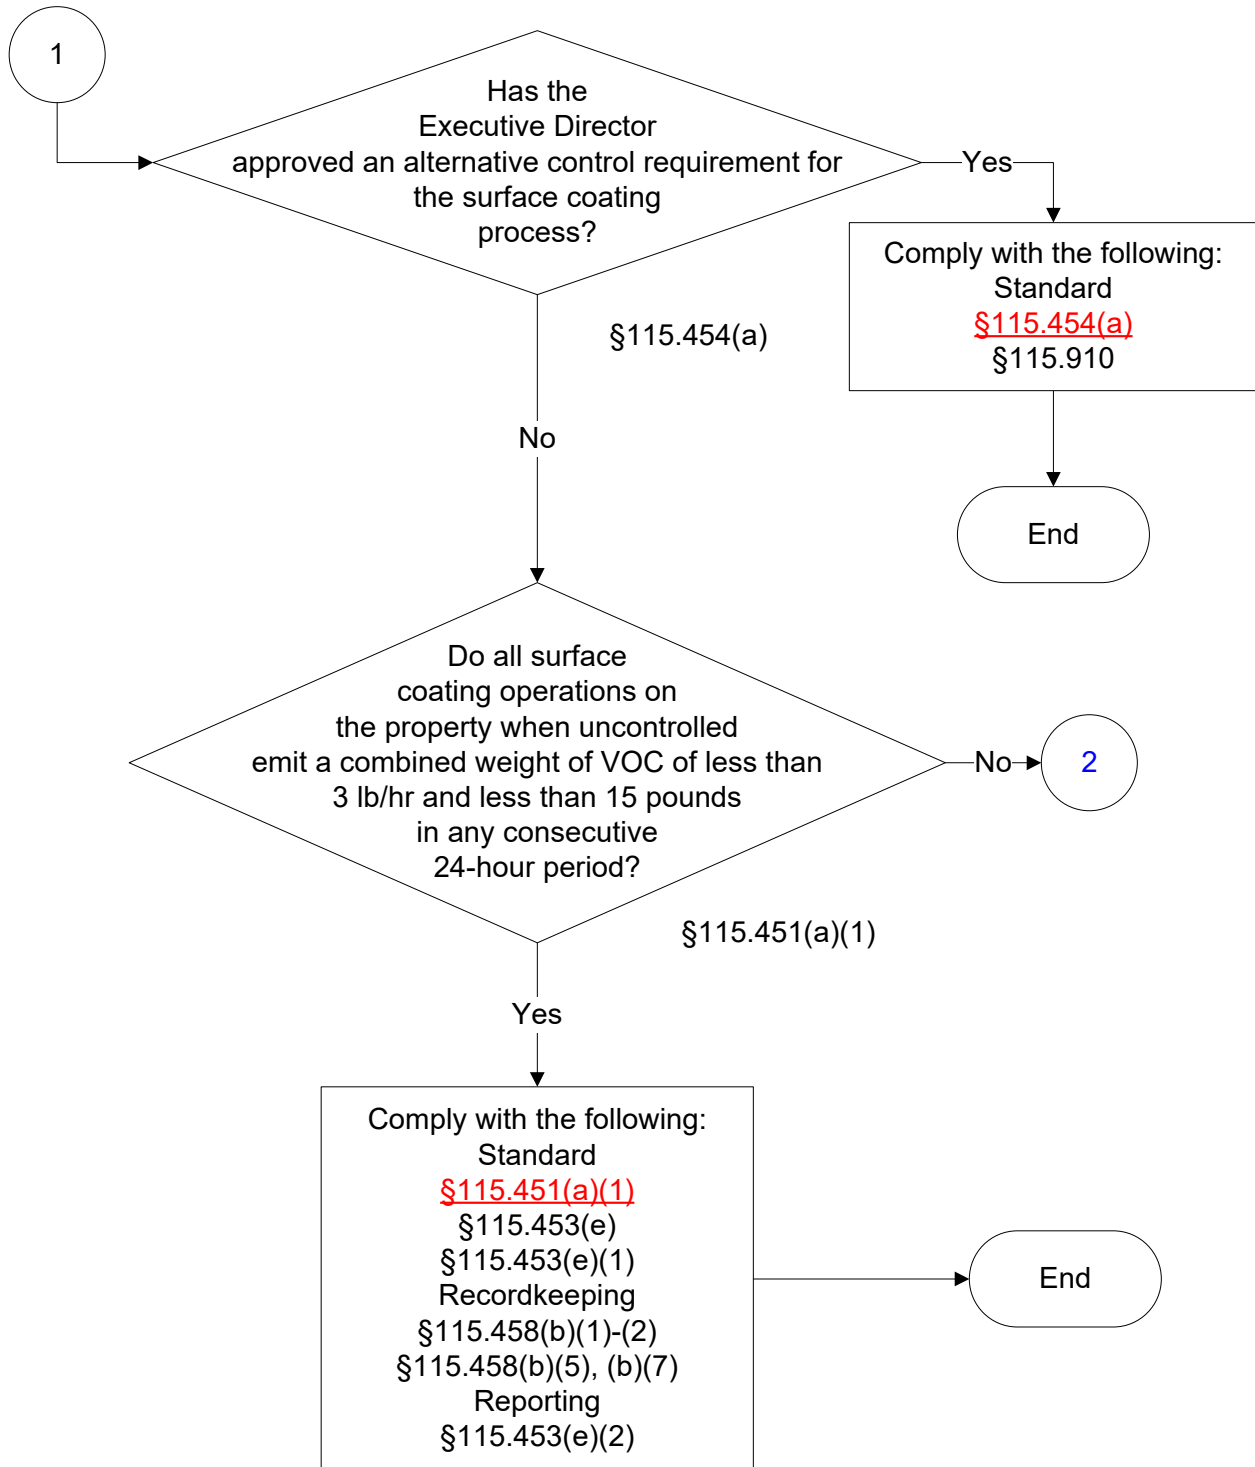 1
Has the
Executive Director
approved an alternative control requirement for
the surface coating
process?
Yes
Comply with the following:
Standard
§115.454(a)
§115.910
§115.454(a)
No
End
Do all surface
coating operations on
the property when uncontrolled
emit a combined weight of VOC of less than
3 lb/hr and less than 15 pounds
in any consecutive
24-hour period?
No
2
§115.451(a)(1)
Yes
Comply with the following:
Standard
§115.451(a)(1)
§115.453(e)
§115.453(e)(1)
Recordkeeping
§115.458(b)(1)-(2)
§115.458(b)(5), (b)(7)
Reporting
§115.453(e)(2)
End